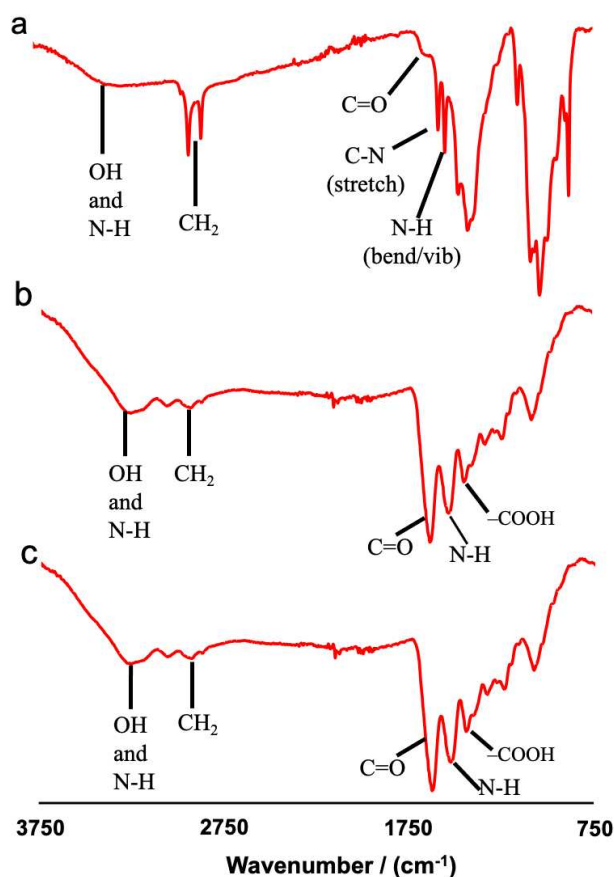 a
C=O
OH
and
N-H
CH₂
C-N
(stretch)
N-H
(bend/vib)
b
OH
and
N-H
CH₂
C=O
N-H
–COOH
c
OH
and
N-H
CH₂
C=O
N-H
–COOH
3750 2750 1750 750
Wavenumber / (cm⁻¹)